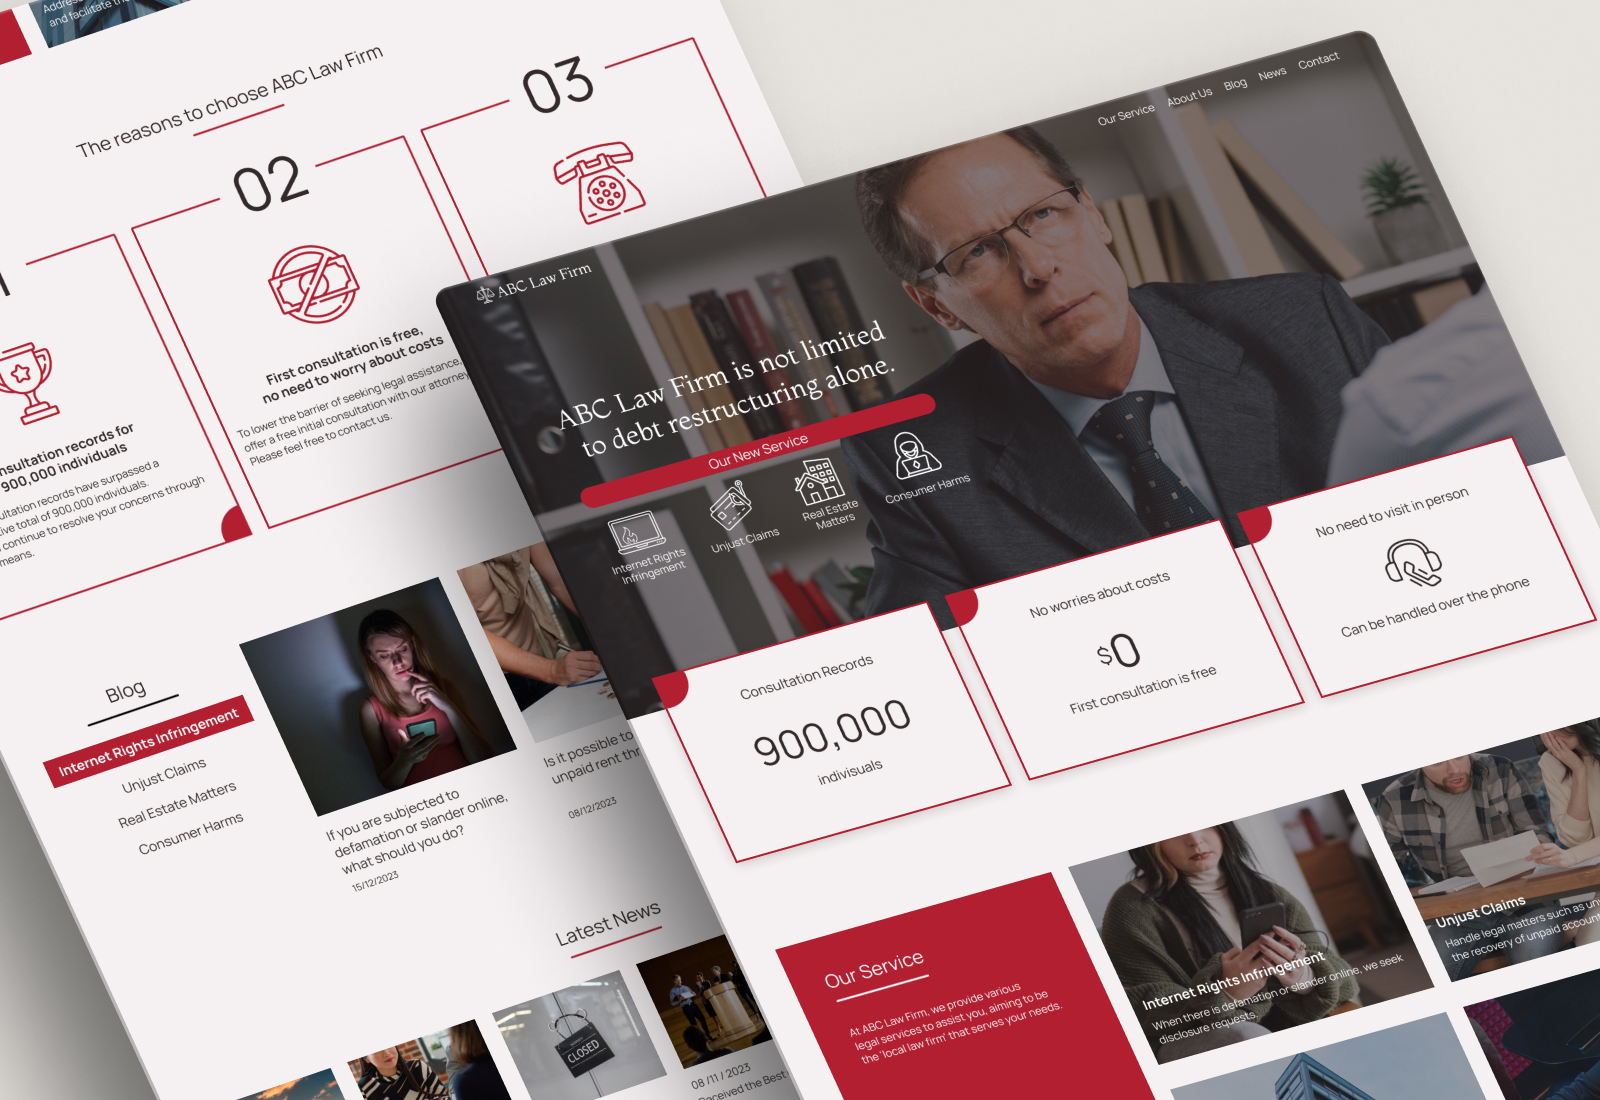 Address
and facilitate the
The reasons to choose ABC Law Firm
02
03
First consultation is free,
no need to worry about costs
To lower the barrier of seeking legal assistance,
offer a free initial consultation with our attorney
Please feel free to contact us.
consultation records for
900,000 individuals
consultation records have surpassed a
total of 900,000 individuals.
continue to resolve your concerns through
means.
Blog
Internet Rights Infringement
Unjust Claims
Real Estate Matters
Consumer Harms
If you are subjected to
defamation or slander online,
what should you do?
15/12/2023
Is it possible to
unpaid rent
08/12/2023
Latest News
CLOSED
08 /11 / 2023
Received the Best
Our Service
About Us
Blog
News
Contact
ABC Law Firm
ABC Law Firm is not limited
to debt restructuring alone.
Our New Service
Internet Rights
Infringement
Unjust Claims
Real Estate
Matters
Consumer Harms
Consultation Records
900,000
indivisuals
No worries about costs
$0
First consultation is free
No need to visit in person
Can be handled over the phone
Our Service
At ABC Law Firm, we provide various
legal services to assist you, aiming to be
the 'local law firm' that serves your needs.
Internet Rights Infringement
When there is defamation or slander online, we seek
disclosure requests.
Unjust Claims
Handle legal matters such as
the recovery of unpaid